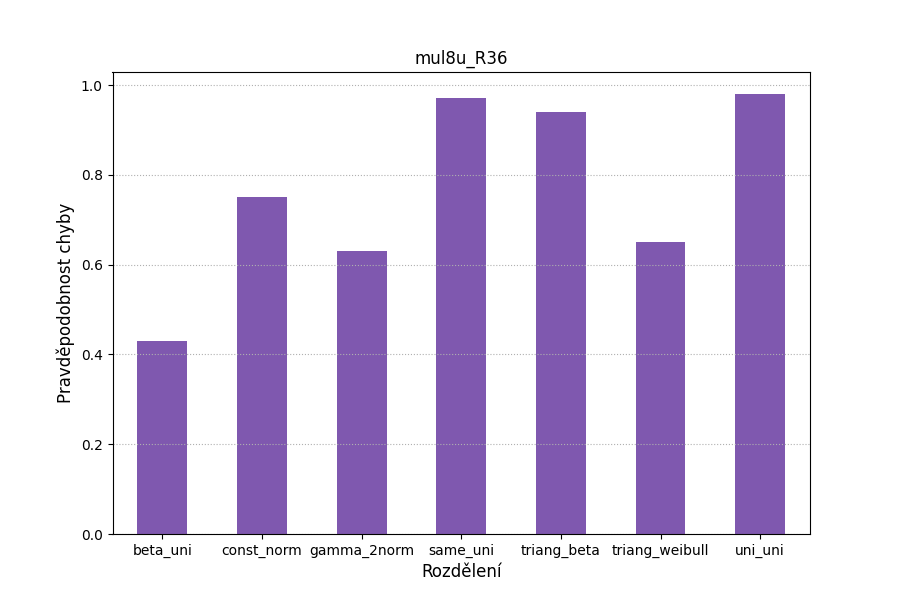 mul8u_R36
Pravděpodobnost chyby
1.0
0.8
0.6
0.4
0.2
0.0
beta_uni const_norm gamma_2norm same_uni triang_beta triang_weibull uni_uni
Rozdělení